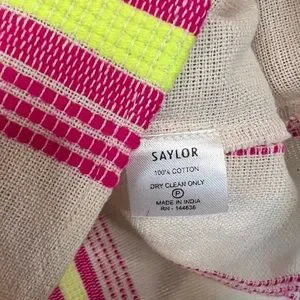 SAYLOR
100% COTTON
DRY CLEAN ONLY
P
MADE IN INDIA
RN - 144636